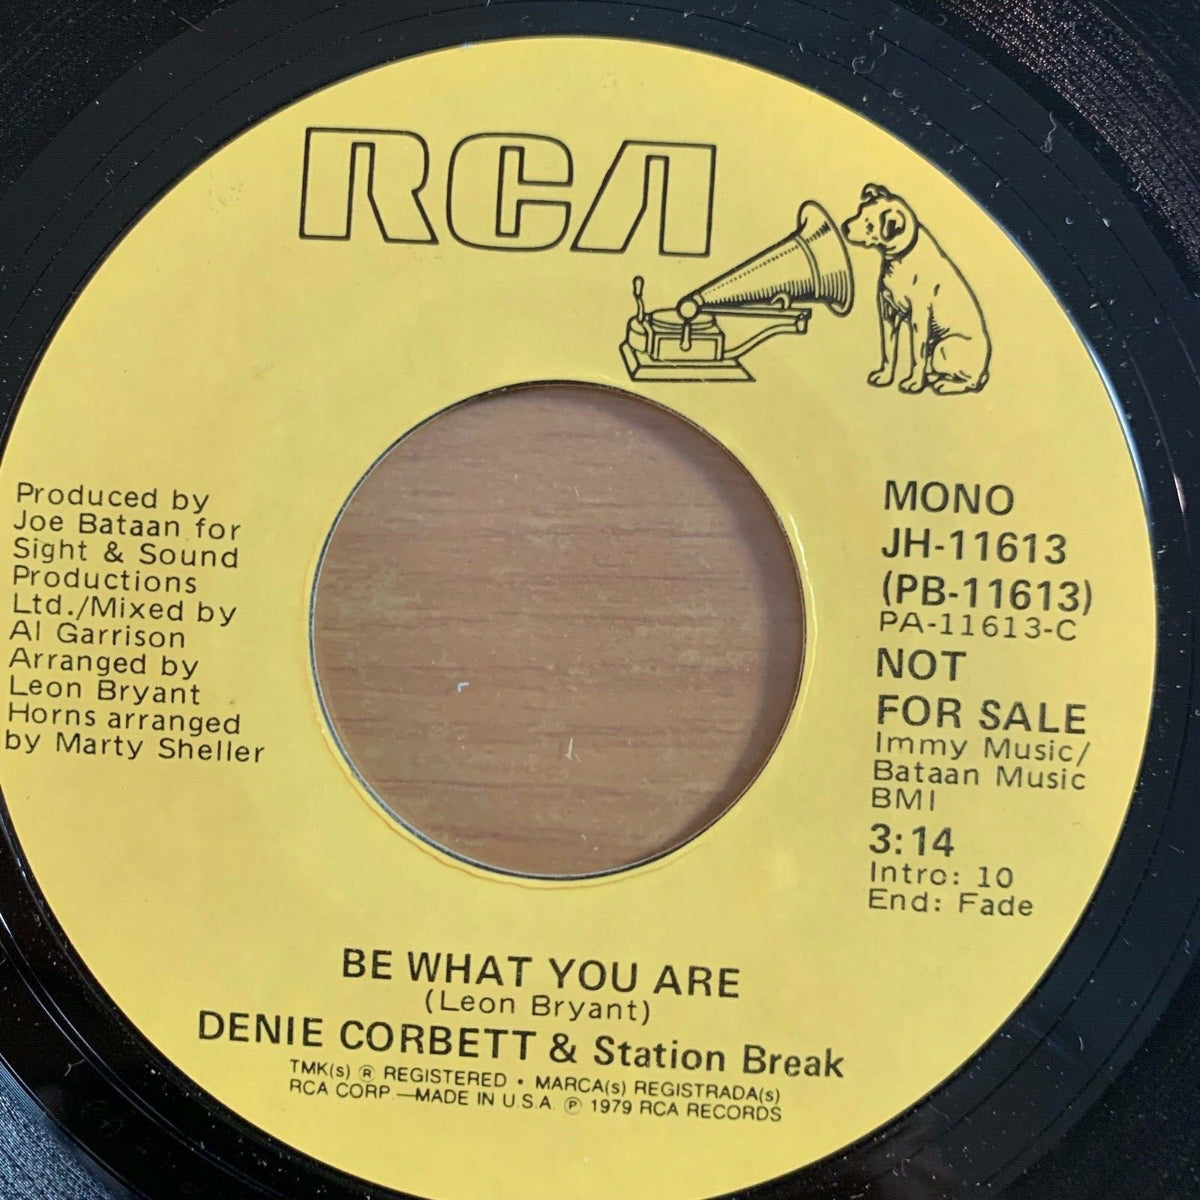 RCA
Produced by
Joe Bataan for
Sight & Sound
Productions
Ltd./Mixed by
Al Garrison
Arranged by
Leon Bryant
Horns arranged
by Marty Sheller
MONO
JH-11613
(PB-11613)
PA-11613-C
NOT
FOR SALE
Immy Music/
Bataan Music
BMI
3:14
Intro: 10
End: Fade
BE WHAT YOU ARE
(Leon Bryant)
DENIE CORBETT & Station Break
TMK(s) ® REGISTERED • MARCA(s) REGISTRADA(s)
RCA CORP.—MADE IN U.S.A. ℗ 1979 RCA RECORDS